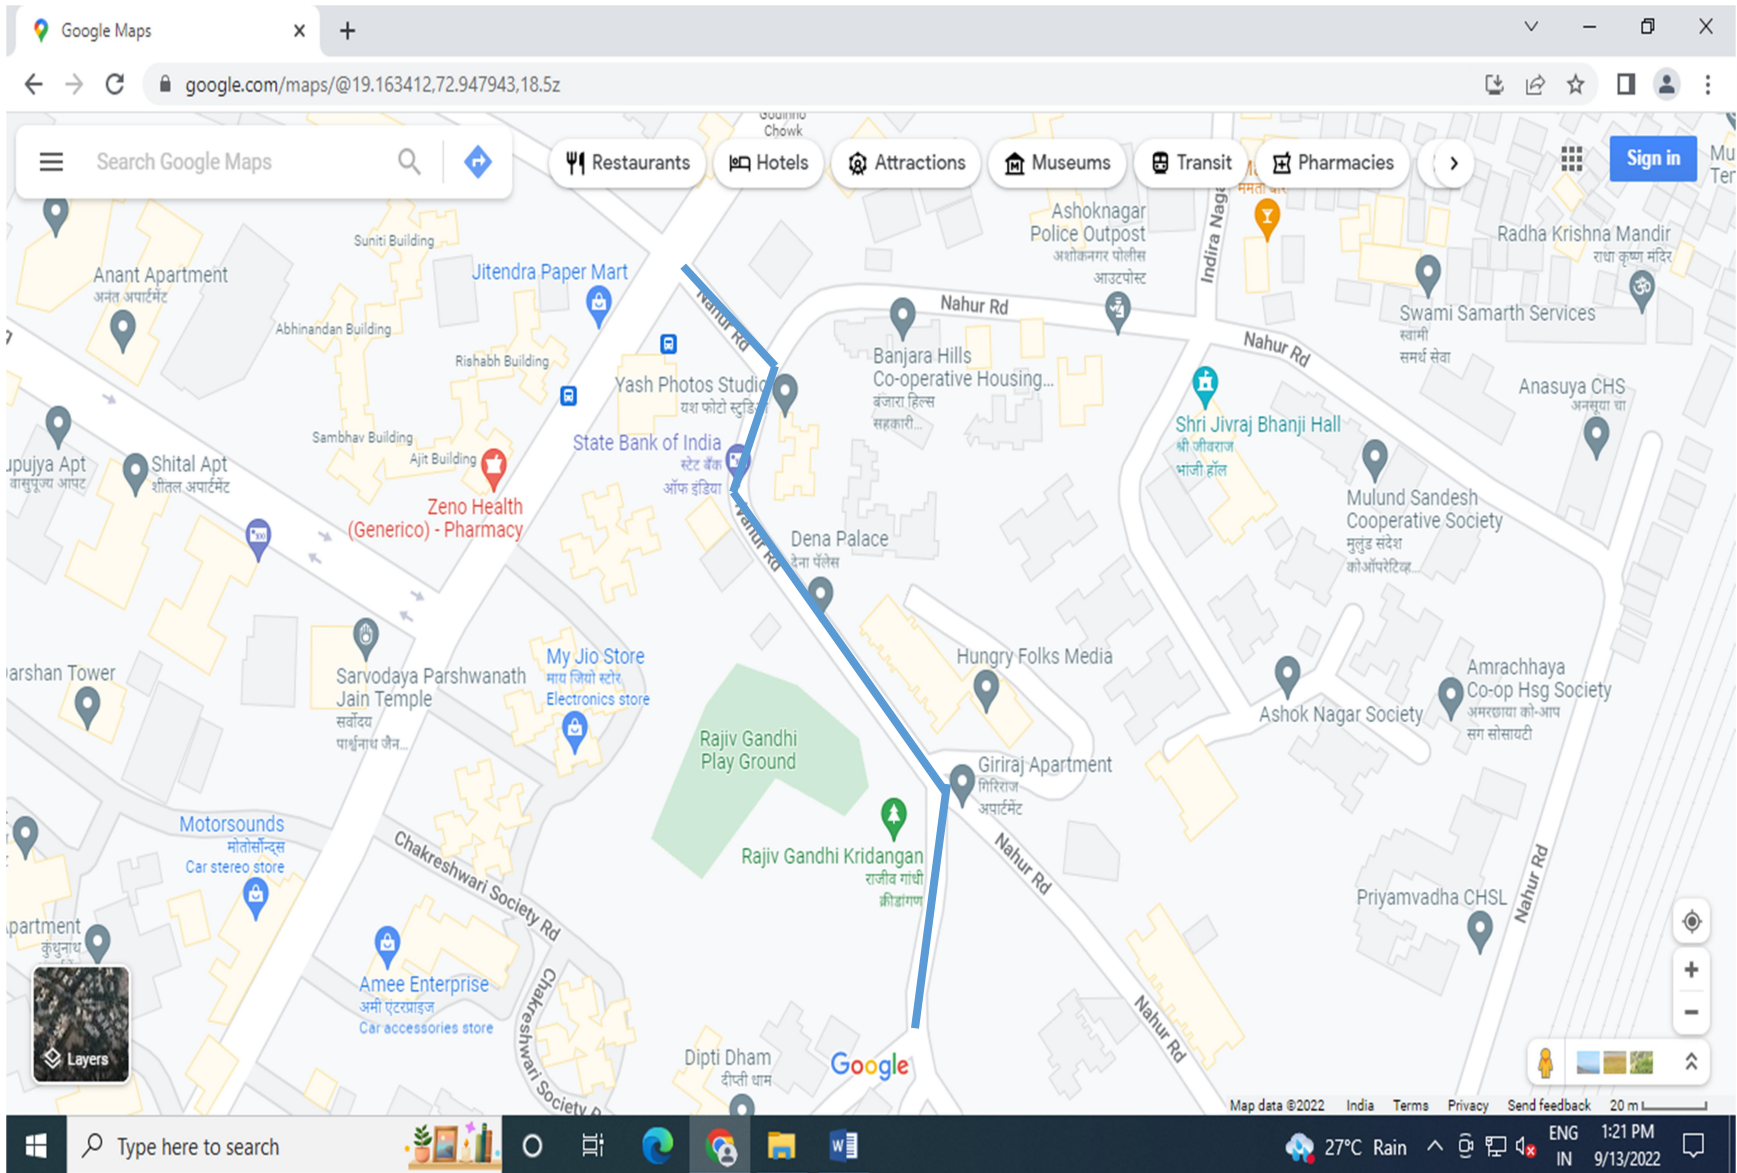 Google Maps
google.com/maps/@19.163412,72.947943,18.5z
Search Google Maps
Restaurants
Hotels
Attractions
Museums
Transit
Pharmacies
Sign in
Chowk
Suniti Building
Anant Apartment
अनंत अपार्टमेंट
Jitendra Paper Mart
Abhinandan Building
Rishabh Building
Nahur Rd
Ashoknagar
Police Outpost
अशोकनगर पोलीस
आउटपोस्ट
Nahur Rd
Radha Krishna Mandir
राधा कृष्ण मंदिर
Swami Samarth Services
स्वामी
समर्थ सेवा
Nahur Rd
Banjara Hills
Co-operative Housing...
बंजारा हिल्स
सहकारी...
Yash Photos Studio
यश फोटो
Anasuya CHS
अनसूया चा
Shri Jivraj Bhanji Hall
श्री जीवराज
भांजी हॉल
Sambhav Building
Ajit Building
State Bank of India
स्टेट बँक
ऑफ इंडिया
Shital Apt
शीतल अपार्टमेंट
upujya Apt
वासुपूज्य आपट
Zeno Health
(Generico) - Pharmacy
Mulund Sandesh
Cooperative Society
मुलुंड संदेश
कोऑपरेटिव्ह...
Nahur Rd
Dena Palace
देना पॅलेस
My Jio Store
माय जियो स्टोर
Electronics store
Hungry Folks Media
arshan Tower
Sarvodaya Parshwanath
Jain Temple
सर्वोदय
पार्श्वनाथ जैन...
Amrachhaya
Co-op Hsg Society
अमरछाया को-आप
सग सोसायटी
Ashok Nagar Society
Rajiv Gandhi
Play Ground
Giriraj Apartment
गिरिराज
अपार्टमेंट
Motorsounds
मोतोर्सोन्द्स
Car stereo store
Chakreshwari Society Rd
Rajiv Gandhi Kridangan
राजीव गांधी
क्रीडांगण
Nahur Rd
Priyamvadha CHSL
Nahur Rd
partment
कुंथुनाथ
Amee Enterprise
अमी एंटरप्राइज
Car accessories store
Chakreshwari Society R
Nahur Rd
Dipti Dham
दीप्ती धाम
Google
Layers
Map data ©2022 India Terms Privacy Send feedback 20 m
Type here to search
27°C Rain
ENG
IN
1:21 PM
9/13/2022